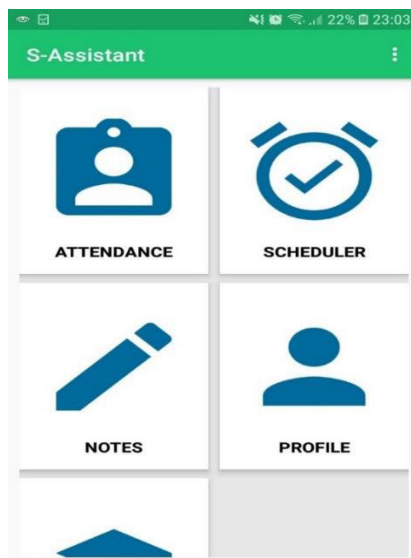 22% 23:03
S-Assistant
ATTENDANCE SCHEDULER
NOTES PROFILE